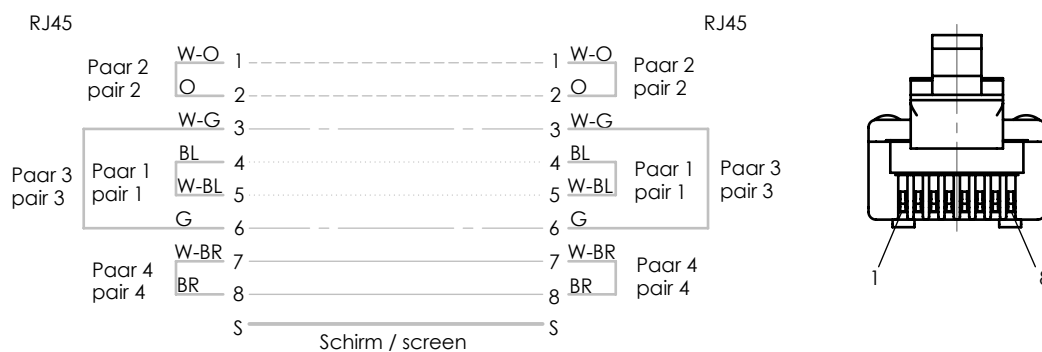 RJ45 RJ45
W-O 1 1 W-O
Paar 2 Paar 2
pair 2 pair 2
O 2 2 O
W-G 3 3 W-G
BL 4 4 BL
Paar 3 Paar 1 Paar 1 Paar 3
pair 3 pair 1 pair 1 pair 3
W-BL 5 5 W-BL
G 6 6 G
W-BR 7 7 W-BR
Paar 4 Paar 4
pair 4 pair 4
BR 8 8 BR
S S
Schirm / screen
1 8